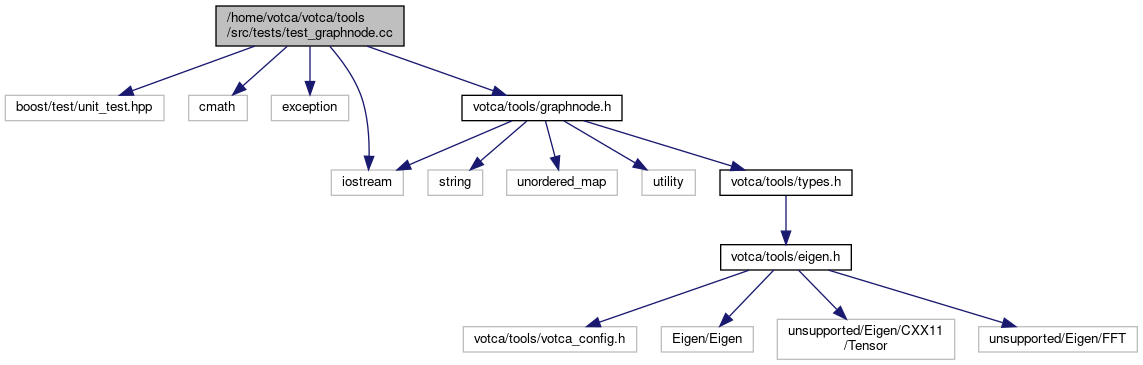 /home/votca/votca/tools
/src/tests/test_graphnode.cc
boost/test/unit_test.hpp
cmath
exception
votca/tools/graphnode.h
iostream
string
unordered_map
utility
votca/tools/types.h
votca/tools/eigen.h
votca/tools/votca_config.h
Eigen/Eigen
unsupported/Eigen/CXX11
/Tensor
unsupported/Eigen/FFT